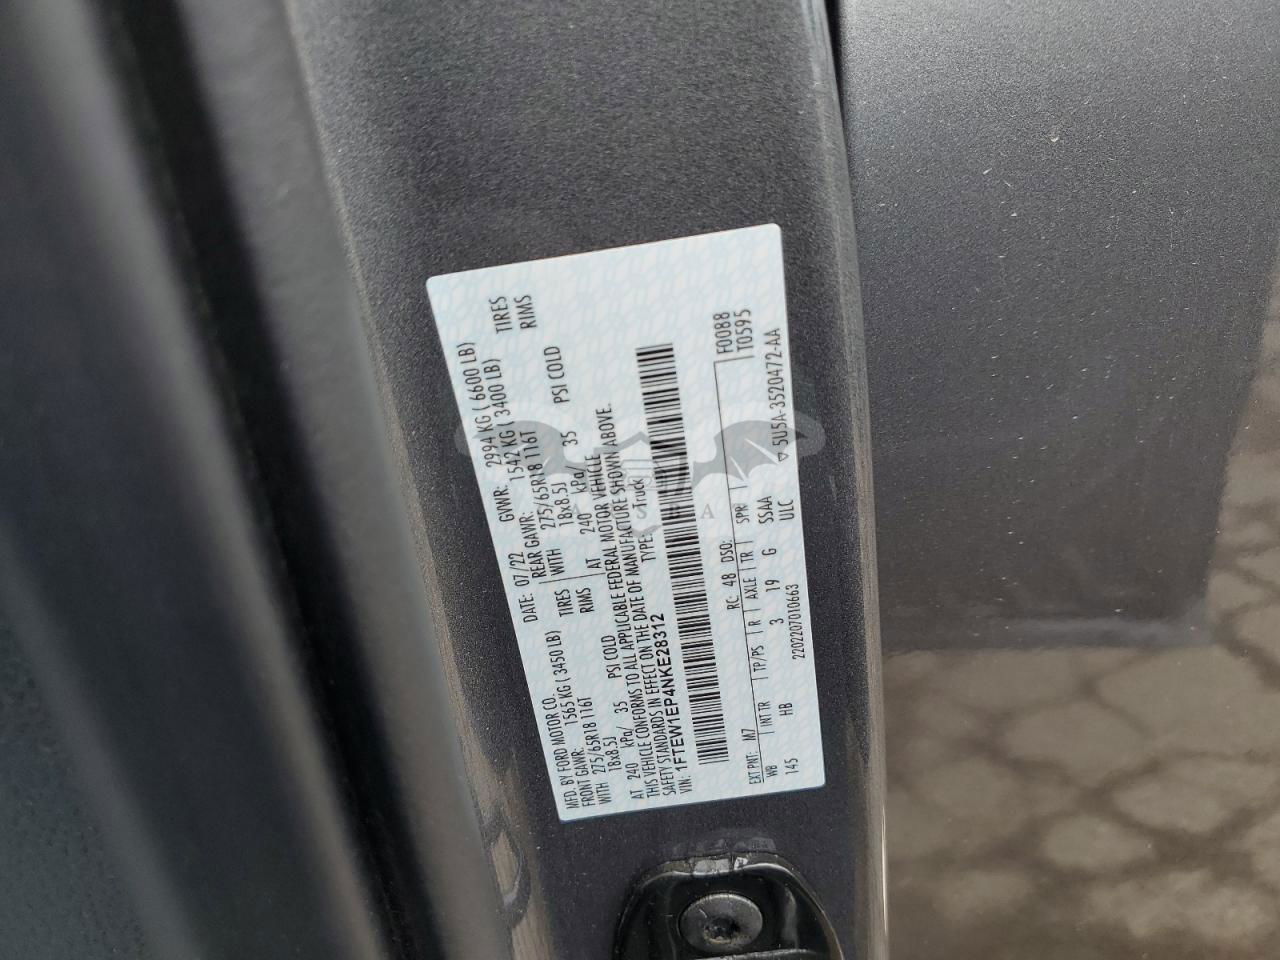 MFD. BY FORD MOTOR CO. DATE: 07/22 GVWR: 2994 KG ( 6600 LB)
FRONT GAWR: 1565 KG ( 3450 LB) REAR GAWR: 1542 KG ( 3400 LB)
WITH 275/65R18 116T TIRES WITH 275/65R18 116T TIRES
18x8.5J RIMS 18x8.5J RIMS
AT 240 kPa/ 35 PSI COLD AT 240 kPa/ 35 PSI COLD
THIS VEHICLE CONFORMS TO ALL APPLICABLE FEDERAL MOTOR VEHICLE
SAFETY STANDARDS IN EFFECT ON THE DATE OF MANUFACTURE SHOWN ABOVE.
VIN: 1FTEW1EP4NKE28312 TYPE: Truck
F0088
EXT PNT: M7 RC: 48 DSO: T0595
WB INT TR TP/PS R AXLE TR SPR
145 HB 3 19 G SSAA
2202207010663 ULC
5U5A-3520472-AA